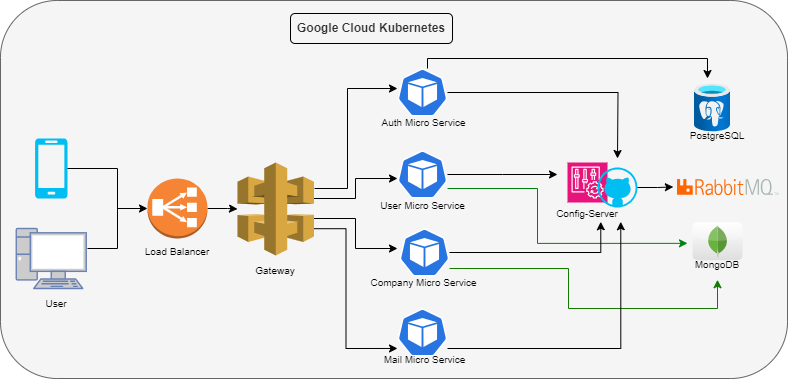 Google Cloud Kubernetes
Auth Micro Service
PostgreSQL
User Micro Service
Config-Server
RabbitMQ
Load Balancer
Gateway
Company Micro Service
MongoDB
User
Mail Micro Service